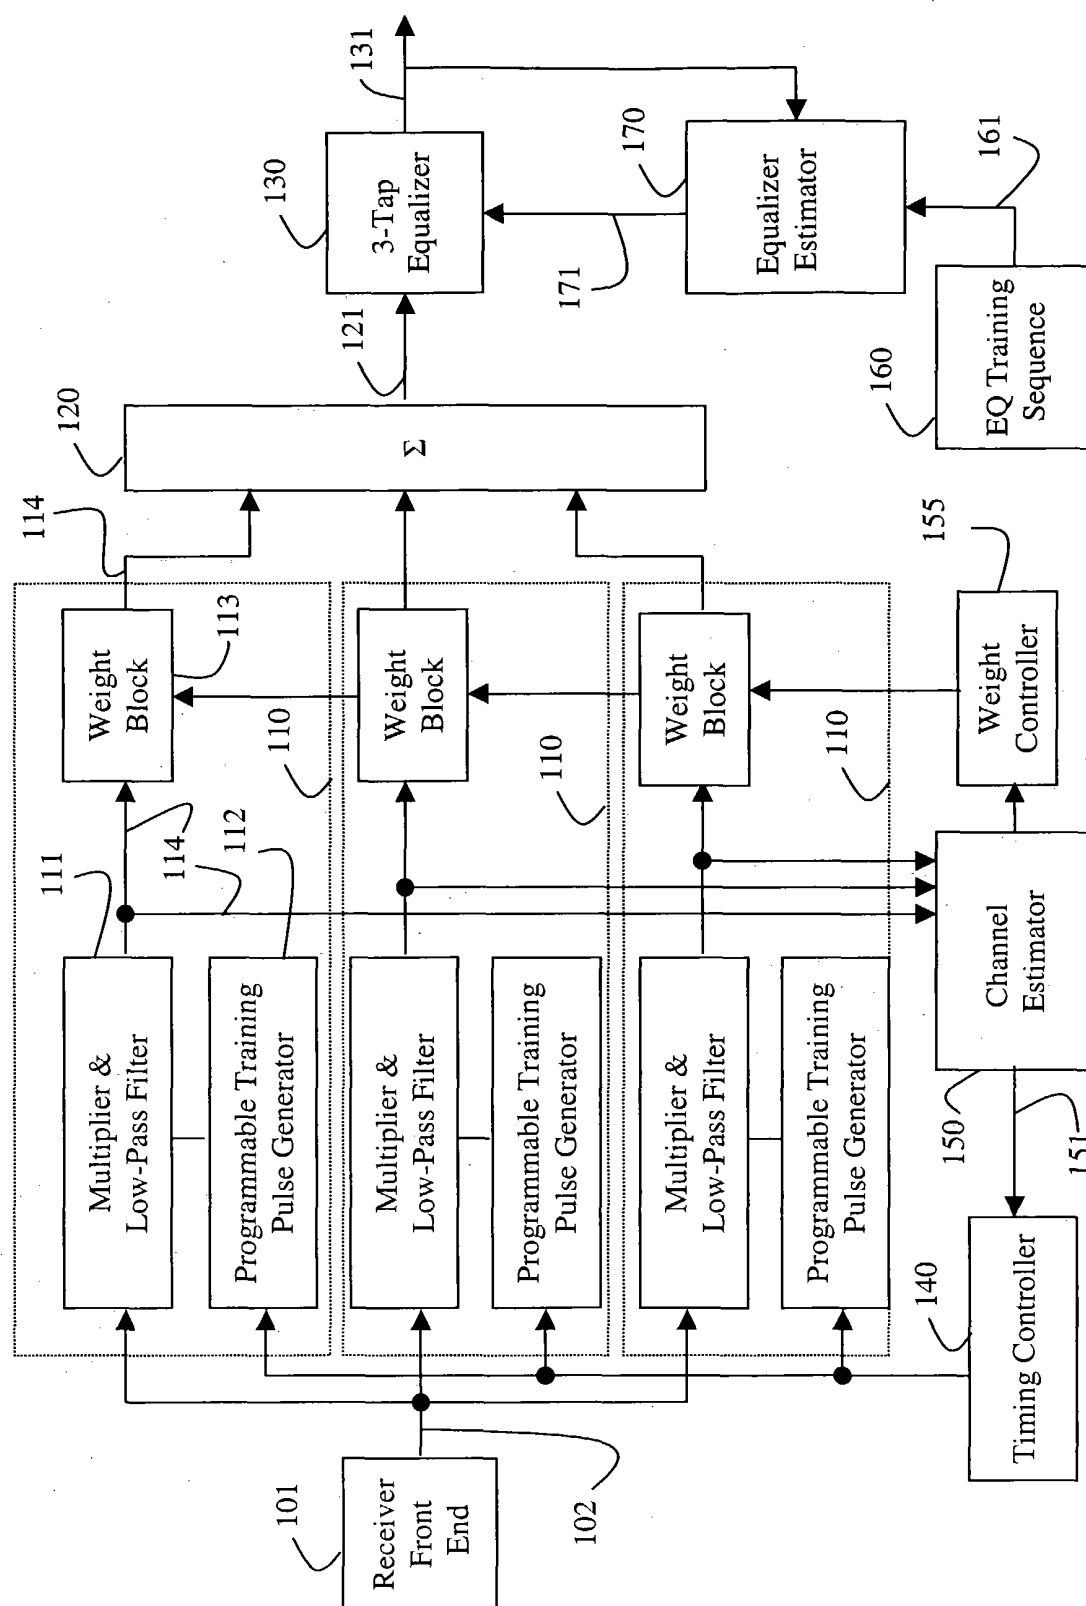 101
Receiver
Front
End
102
111
Multiplier &
Low-Pass Filter
114
112
Programmable Training
Pulse Generator
Weight
Block
113
114
110
Multiplier &
Low-Pass Filter
Programmable Training
Pulse Generator
Weight
Block
110
Multiplier &
Low-Pass Filter
Programmable Training
Pulse Generator
Weight
Block
110
120
Σ
121
130
3-Tap
Equalizer
131
170
Equalizer
Estimator
171
161
160
EQ Training
Sequence
140
Timing Controller
151
150
Channel
Estimator
155
Weight
Controller